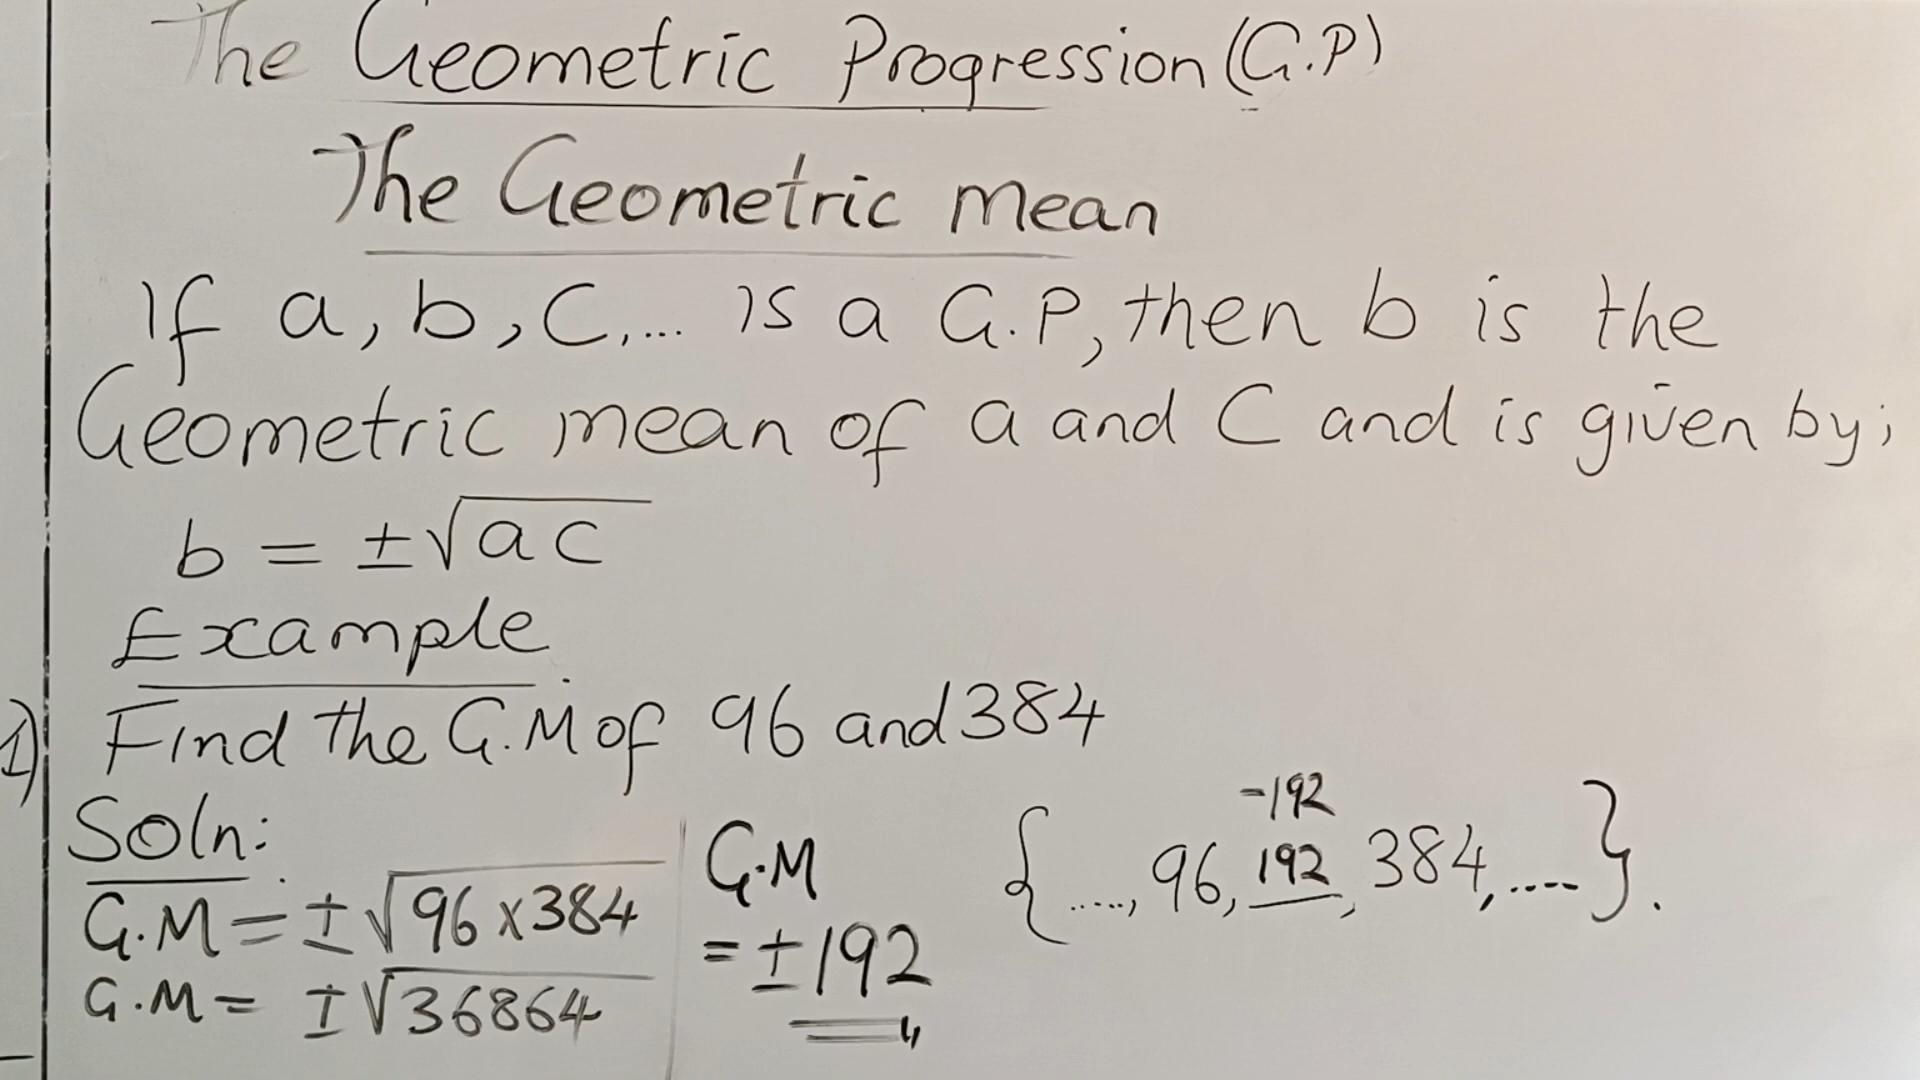 The Geometric Progression (G.P)
The Geometric Mean
If a, b, c, ... is a G.P, then b is the
Geometric mean of a and c and is given by;
b = ±√ac
Example
1) Find the G.M of 96 and 384
Soln:
G.M = ±√96 x 384
G.M = ±√36864
G.M
= ±192
-192
{ ....., 96, 192, 384, .... }.